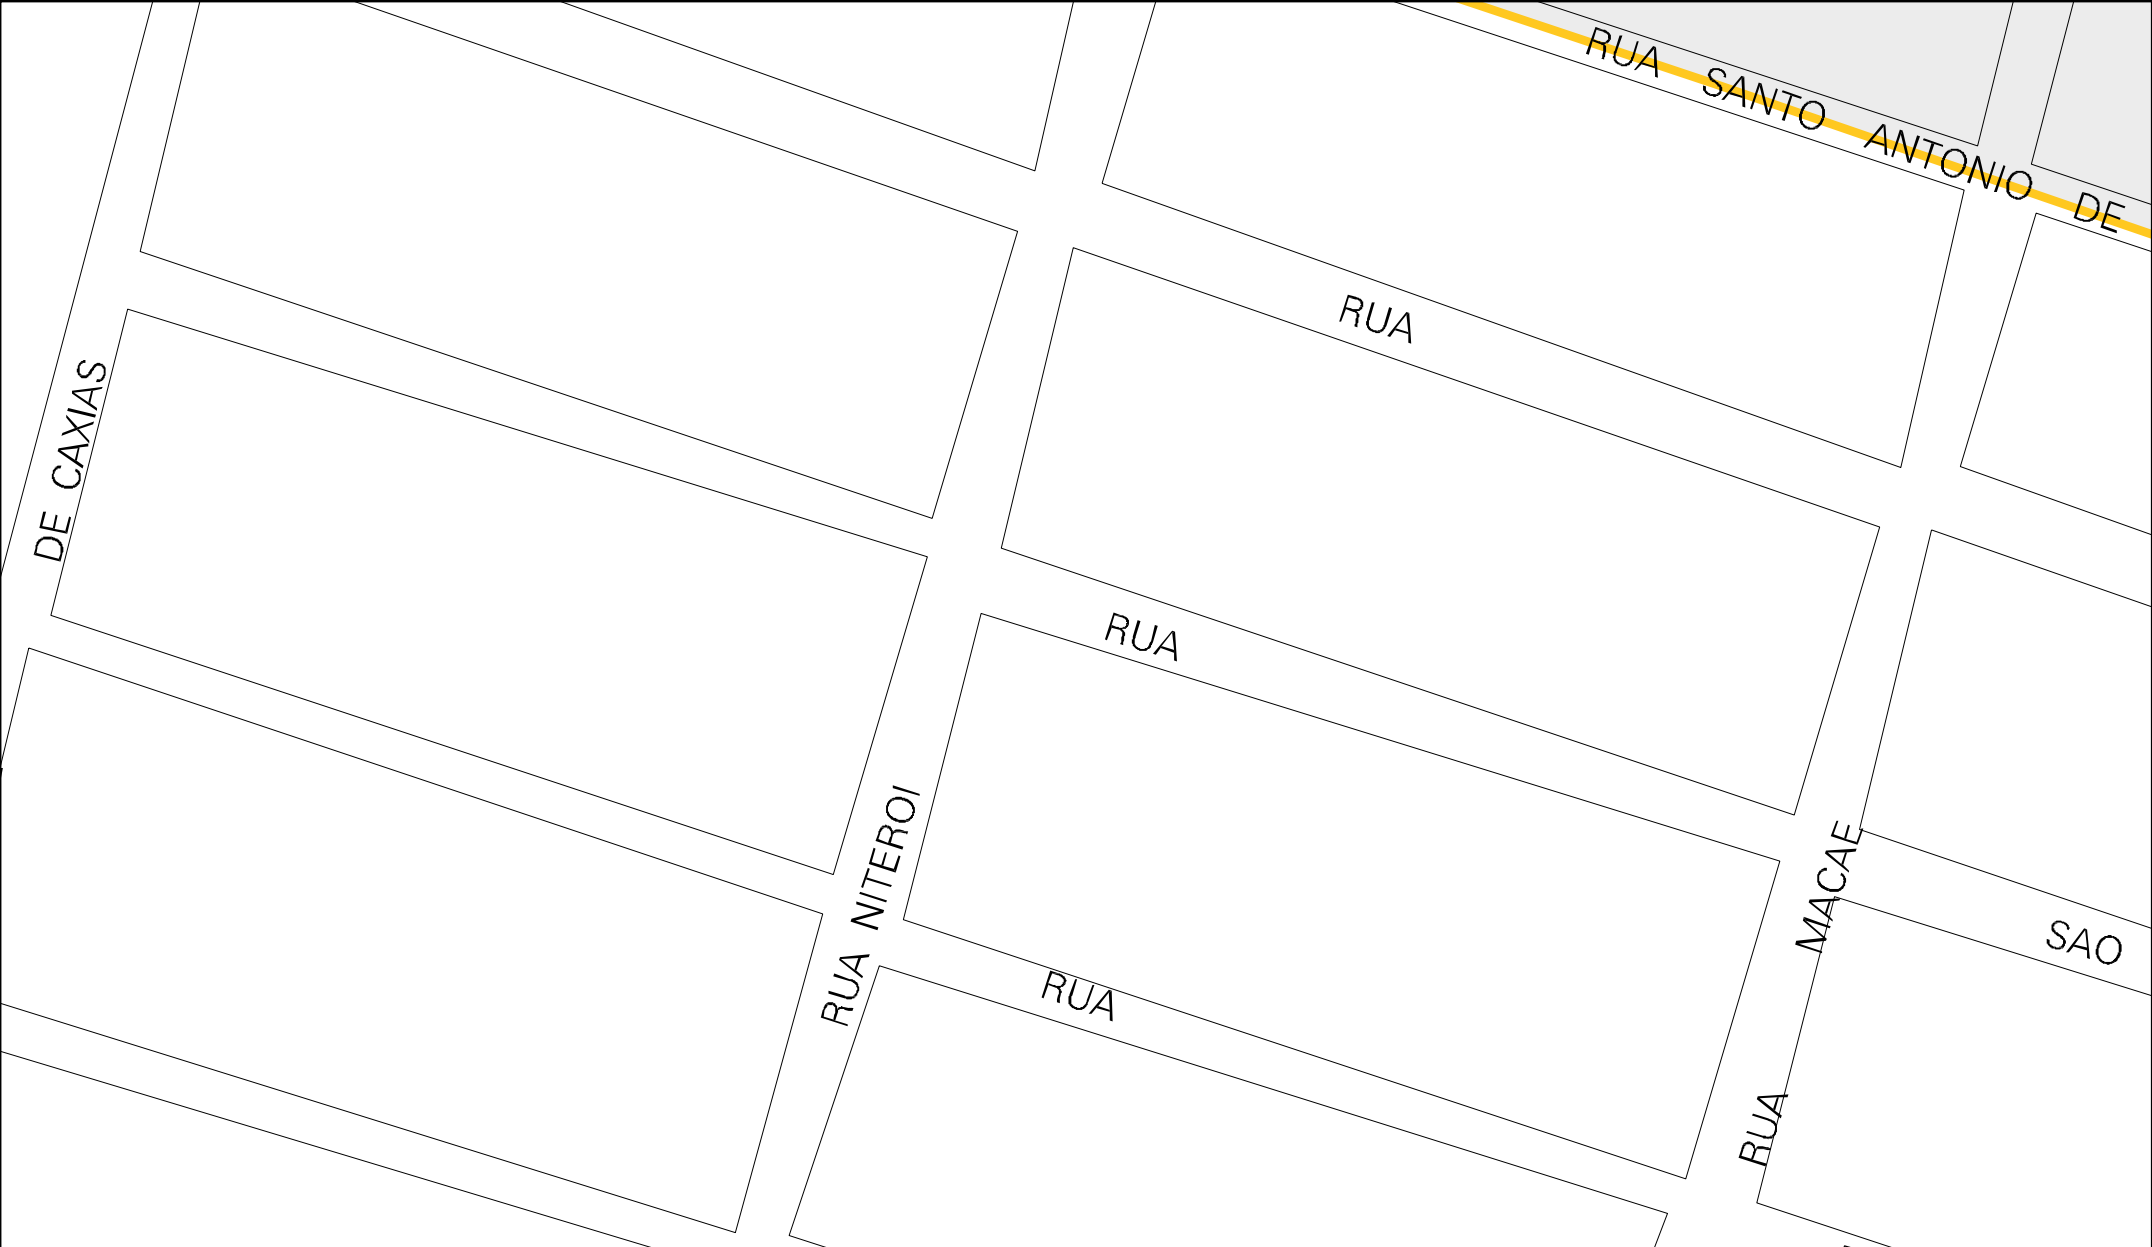 RUA SANTO ANTONIO DE
RUA
DE CAXIAS
RUA
RUA NITEROI
RUA MACAE
SAO
RUA